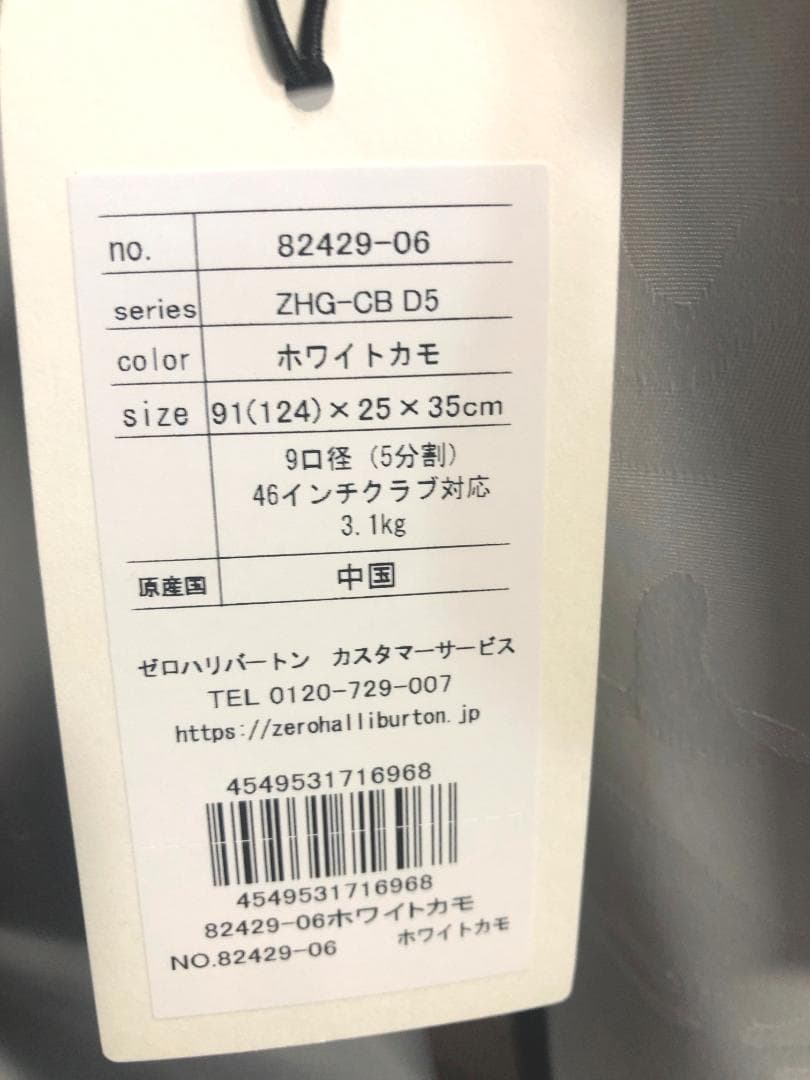 no. 82429-06
series ZHG-CB D5
color ホワイトカモ
size 91(124)×25×35cm
9口径（5分割）
46インチクラブ対応
3.1kg
原産国 中国
ゼロハリバートン カスタマーサービス
TEL 0120-729-007
https://zerohalliburton.jp
4549531716968
4549531716968
82429-06ホワイトカモ
NO.82429-06 ホワイトカモ